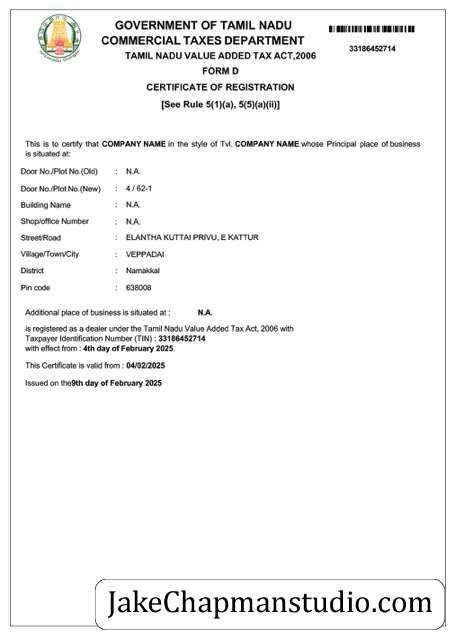 GOVERNMENT OF TAMIL NADU
COMMERCIAL TAXES DEPARTMENT
TAMIL NADU VALUE ADDED TAX ACT,2006
33186452714
FORM D
CERTIFICATE OF REGISTRATION
[See Rule 5(1)(a), 5(5)(a)(ii)]
This is to certify that COMPANY NAME in the style of Tvl. COMPANY NAME whose Principal place of business
is situated at:
Door No./Plot No.(Old) : N.A.
Door No./Plot No.(New) : 4 / 62-1
Building Name : N.A.
Shop/office Number : N.A.
Street/Road : ELANTHA KUTTAI PRIVU, E KATTUR
Village/Town/City : VEPPADAI
District : Namakkal
Pin code : 638008
Additional place of business is situated at : N.A.
is registered as a dealer under the Tamil Nadu Value Added Tax Act, 2006 with
Taxpayer Identification Number (TIN) : 33186452714
with effect from : 4th day of February 2025.
This Certificate is valid from : 04/02/2025
Issued on the9th day of February 2025
JakeChapmanstudio.com